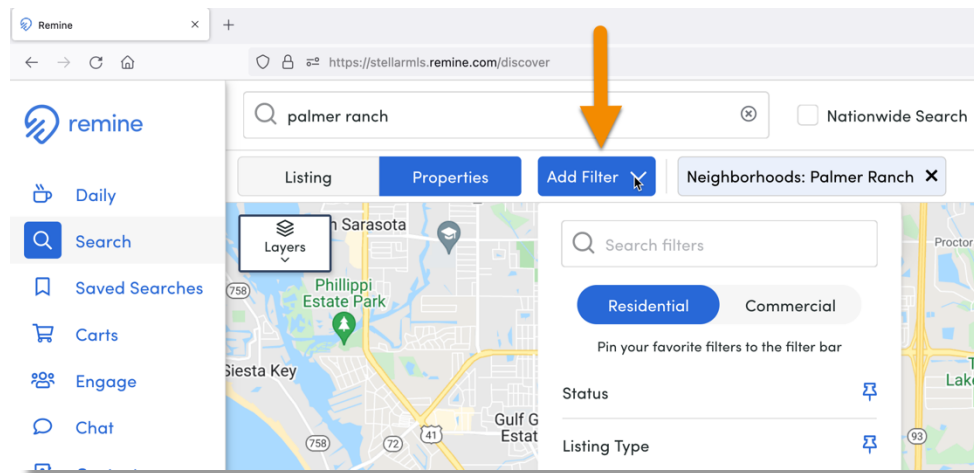 Remine
https://stellarmls.remine.com/discover
remine
palmer ranch
Nationwide Search
Listing
Properties
Add Filter
Neighborhoods: Palmer Ranch
Daily
Search
Saved Searches
Carts
Engage
Chat
Layers
Sarasota
758
Phillippi
Estate Park
Siesta Key
Gulf G
Estat
41
758
72
Search filters
Residential
Commercial
Pin your favorite filters to the filter bar
Status
Listing Type
Proctor
Lake
93